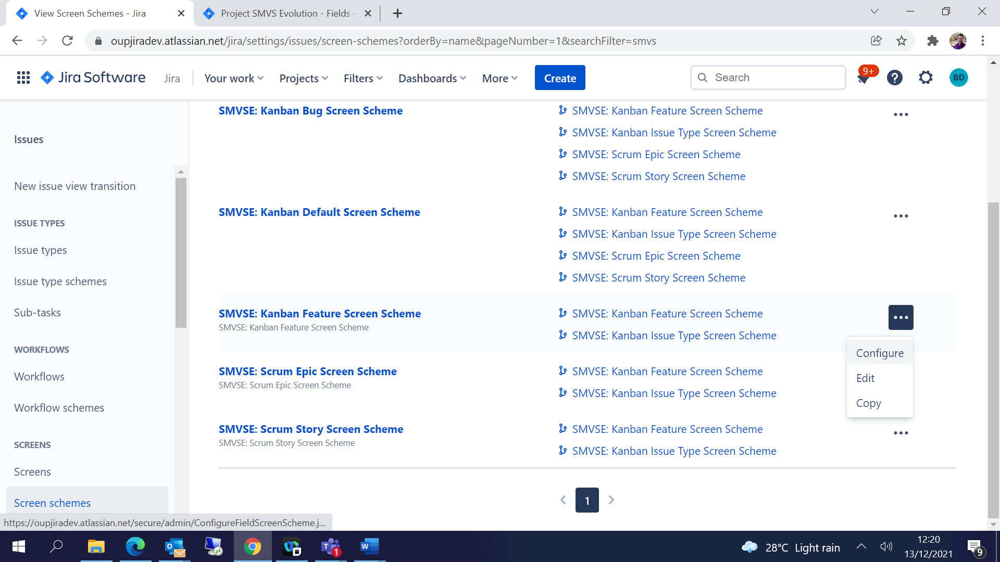 View Screen Schemes - Jira
Project SMVS Evolution - Fields -
oupjiradev.atlassian.net/jira/settings/issues/screen-schemes?orderBy=name&pageNumber=1&searchFilter=smvs
Jira Software
Jira
Your work
Projects
Filters
Dashboards
More
Create
Search
9+
BD
Issues
New issue view transition
ISSUE TYPES
Issue types
Issue type schemes
Sub-tasks
WORKFLOWS
Workflows
Workflow schemes
SCREENS
Screens
Screen schemes
SMVSE: Kanban Bug Screen Scheme
SMVSE: Kanban Feature Screen Scheme
SMVSE: Kanban Issue Type Screen Scheme
SMVSE: Scrum Epic Screen Scheme
SMVSE: Scrum Story Screen Scheme
SMVSE: Kanban Default Screen Scheme
SMVSE: Kanban Feature Screen Scheme
SMVSE: Kanban Issue Type Screen Scheme
SMVSE: Scrum Epic Screen Scheme
SMVSE: Scrum Story Screen Scheme
SMVSE: Kanban Feature Screen Scheme
SMVSE: Kanban Feature Screen Scheme
SMVSE: Kanban Feature Screen Scheme
SMVSE: Kanban Issue Type Screen Scheme
Configure
Edit
Copy
SMVSE: Scrum Epic Screen Scheme
SMVSE: Scrum Epic Screen Scheme
SMVSE: Kanban Feature Screen Scheme
SMVSE: Kanban Issue Type Screen Scheme
SMVSE: Scrum Story Screen Scheme
SMVSE: Scrum Story Screen Scheme
SMVSE: Kanban Feature Screen Scheme
SMVSE: Kanban Issue Type Screen Scheme
1
https://oupjiradev.atlassian.net/secure/admin/ConfigureFieldScreenScheme.j...
28°C Light rain
12:20
13/12/2021
9
1